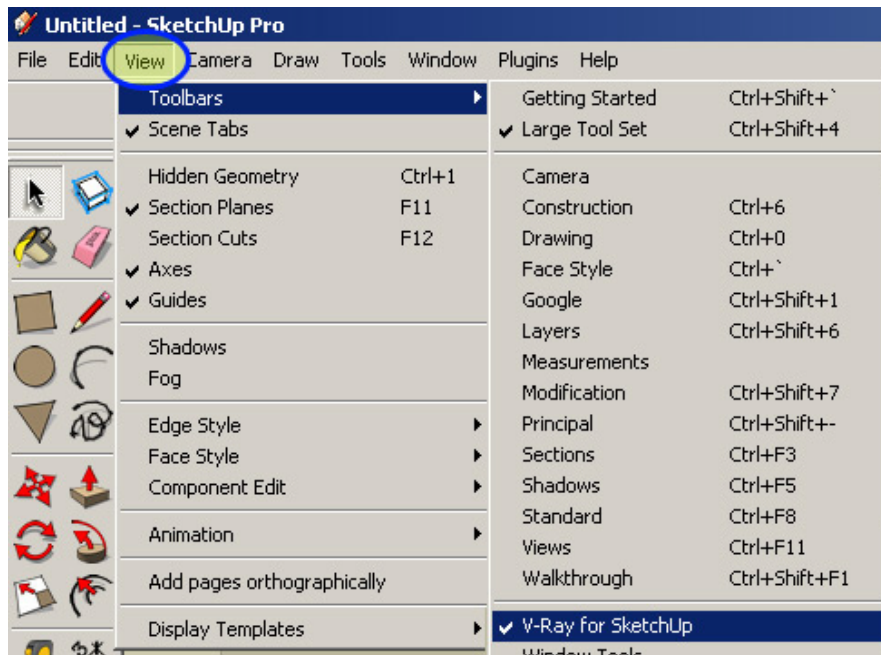 Untitled - SketchUp Pro
File Edit View Camera Draw Tools Window Plugins Help
Toolbars
Scene Tabs
Hidden Geometry Ctrl+1
Section Planes F11
Section Cuts F12
Axes
Guides
Shadows
Fog
Edge Style
Face Style
Component Edit
Animation
Add pages orthographically
Display Templates
Getting Started Ctrl+Shift+`
Large Tool Set Ctrl+Shift+4
Camera
Construction Ctrl+6
Drawing Ctrl+0
Face Style Ctrl+`
Google Ctrl+Shift+1
Layers Ctrl+Shift+6
Measurements
Modification Ctrl+Shift+7
Principal Ctrl+Shift+-
Sections Ctrl+F3
Shadows Ctrl+F5
Standard Ctrl+F8
Views Ctrl+F11
Walkthrough Ctrl+Shift+F1
V-Ray for SketchUp
Window Tools